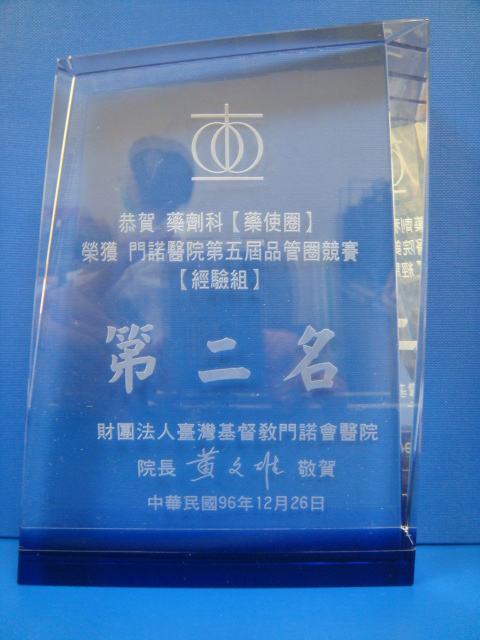 恭賀 藥劑科【藥使圈】
榮獲 門諾醫院第五屆品管圈競賽
【經驗組】
第二名
財團法人臺灣基督教門諾會醫院
院長 黃文雄 敬賀
中華民國96年12月26日